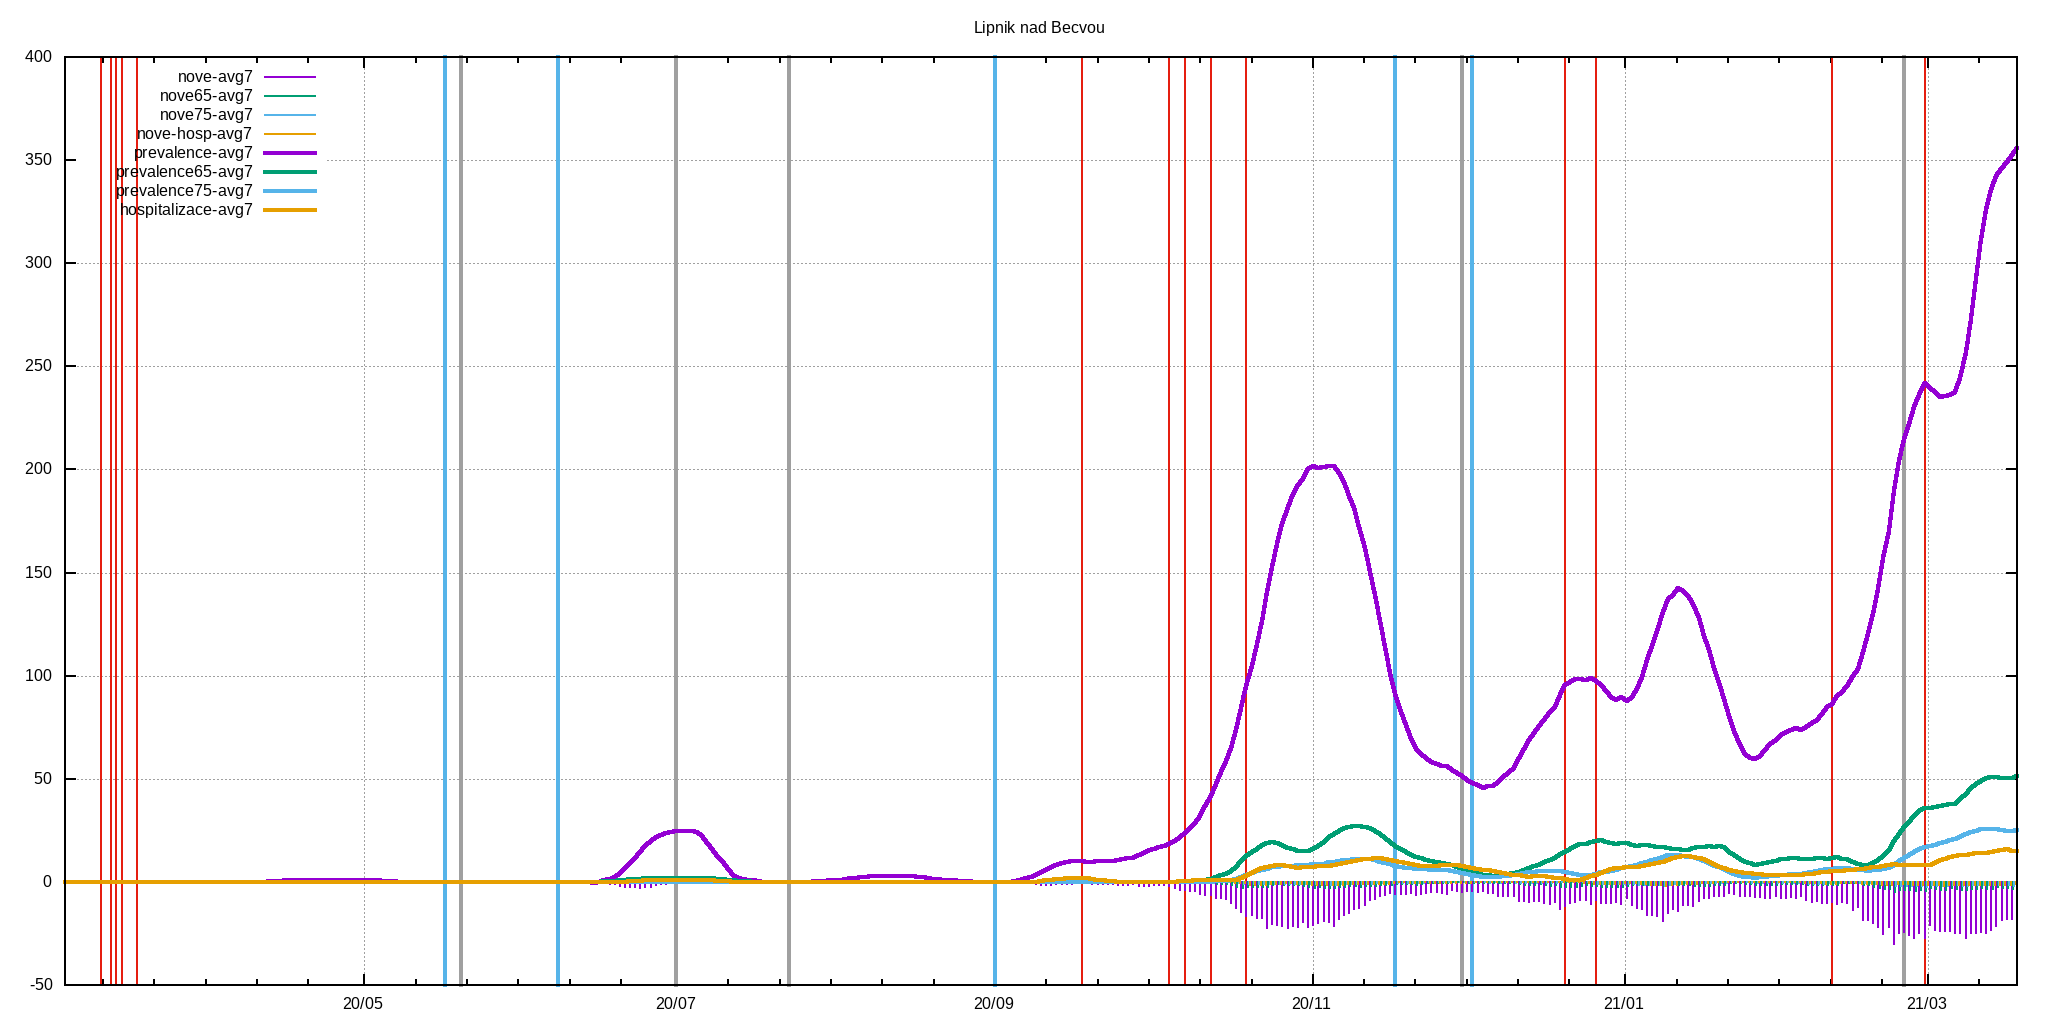 Lipnik nad Becvou
400
350
300
250
200
150
100
50
0
-50
nove-avg7
nove65-avg7
nove75-avg7
nove-hosp-avg7
prevalence-avg7
prevalence65-avg7
prevalence75-avg7
hospitalizace-avg7
20/05 20/07 20/09 20/11 21/01 21/03